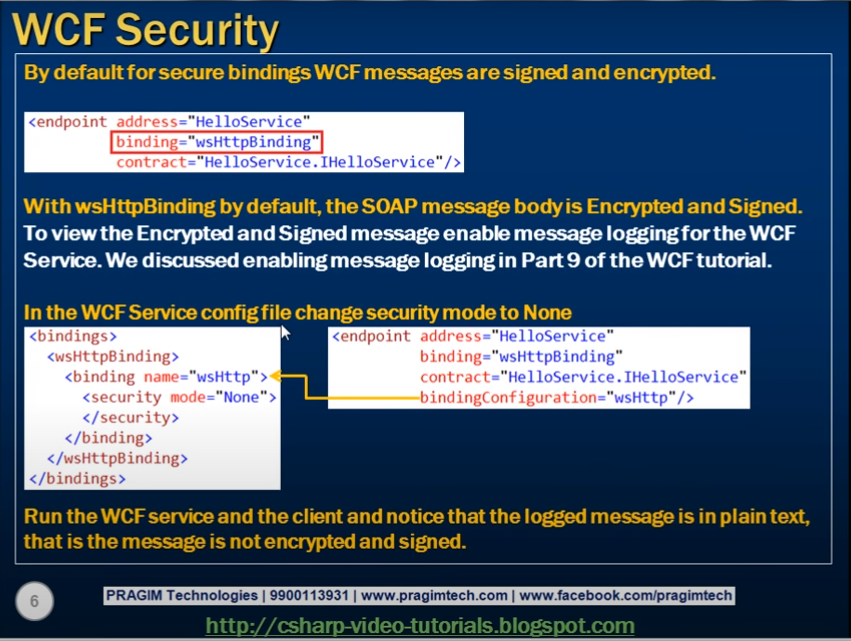 WCF Security
By default for secure bindings WCF messages are signed and encrypted.
<endpoint address="HelloService"
binding="wsHttpBinding"
contract="HelloService.IHelloService"/>
With wsHttpBinding by default, the SOAP message body is Encrypted and Signed.
To view the Encrypted and Signed message enable message logging for the WCF
Service. We discussed enabling message logging in Part 9 of the WCF tutorial.
In the WCF Service config file change security mode to None
<bindings>
<wsHttpBinding>
<binding name="wsHttp">
<security mode="None">
</security>
</binding>
</wsHttpBinding>
</bindings>
<endpoint address="HelloService"
binding="wsHttpBinding"
contract="HelloService.IHelloService"
bindingConfiguration="wsHttp"/>
Run the WCF service and the client and notice that the logged message is in plain text,
that is the message is not encrypted and signed.
6
PRAGIM Technologies | 9900113931 | www.pragimtech.com | www.facebook.com/pragimtech
http://csharp-video-tutorials.blogspot.com